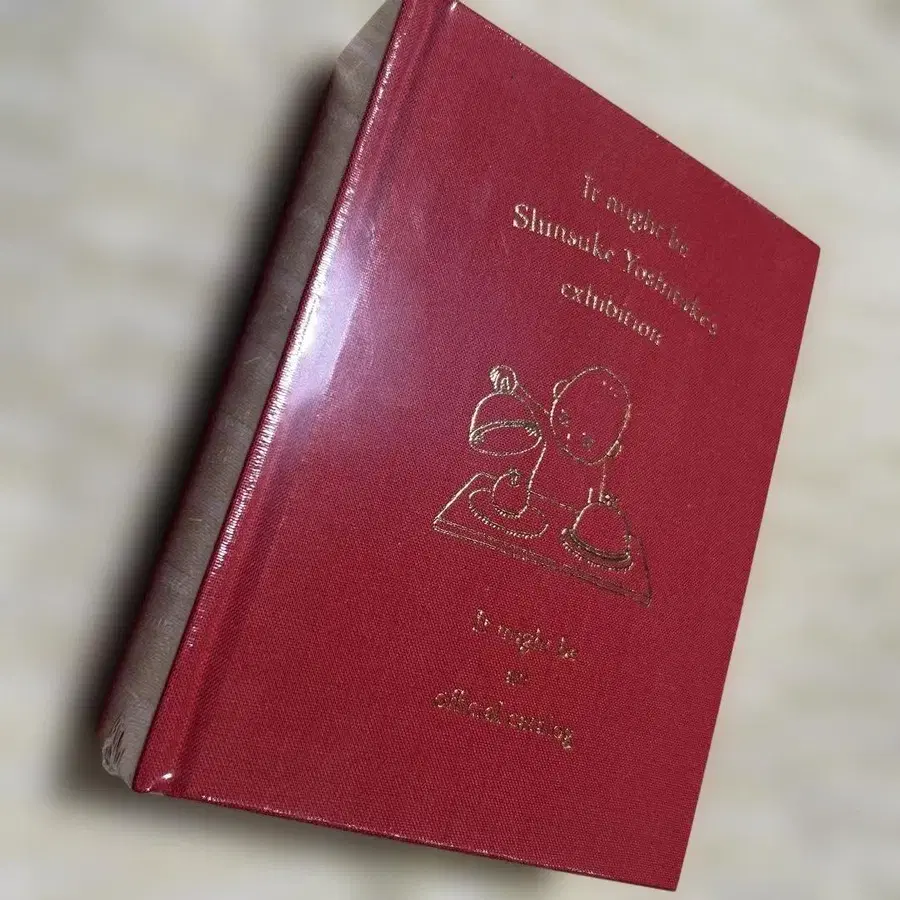 It might be
Shinsuke Yoshitake's
exhibition
It might be
an
official catalog